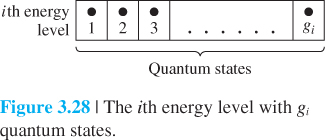 ith energy
level
1 2 3 . . . . . . gᵢ
Quantum states
Figure 3.28 | The ith energy level with gᵢ
quantum states.